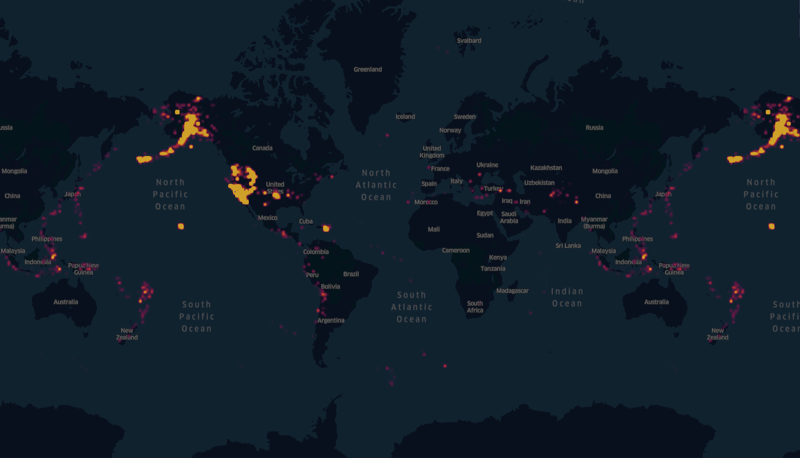 Svalbard
Greenland
Iceland
Sweden
Norway
Russia
Canada
United
Kingdom
Ukraine
Kazakhstan
Mongolia
Mongolia
France
North
Pacific
Ocean
United
North
Atlantic
Ocean
Spain
Italy
Turkey
Uzbekistan
China
China
Japan
Japan
North
Pacific
Ocean
Morocco
Iraq
Iran
Mexico
Cuba
Egypt
Saudi
Arabia
India
Myanmar
(Burma)
Mali
Sudan
Philippines
Philippines
Sri Lanka
Malaysia
Malaysia
Colombia
Cameroon
Kenya
Indonesia
Indonesia
Papua New
Guinea
Papua New
Guinea
Tanzania
Peru
Brazil
Bolivia
Madagascar
Indian
Ocean
Australia
Australia
South
Pacific
Ocean
South
Atlantic
Ocean
South
Africa
Argentina
New
Zealand
New
Zealand
South
Pacific
Ocean